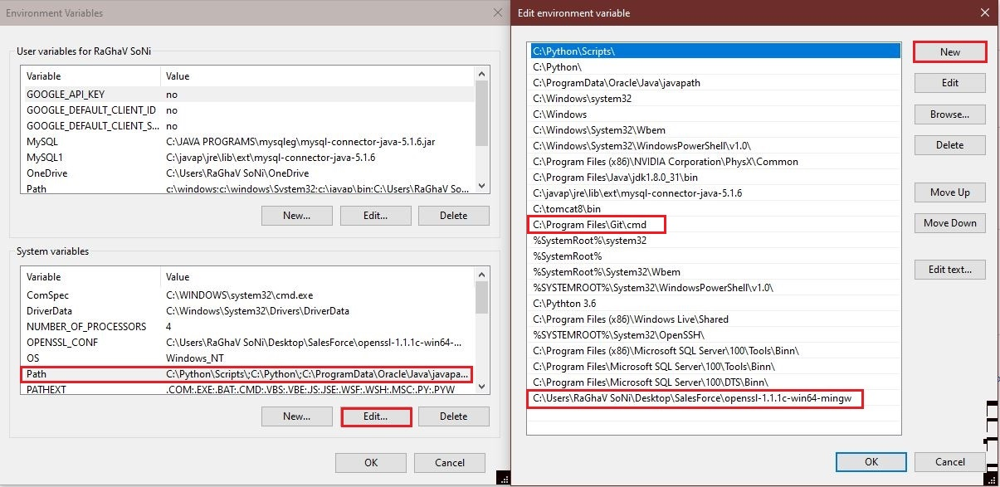 Environment Variables
User variables for RaGhaV SoNi
Variable Value
GOOGLE_API_KEY no
GOOGLE_DEFAULT_CLIENT_ID no
GOOGLE_DEFAULT_CLIENT_S... no
MySQL C:\JAVA PROGRAMS\mysqleg\mysql-connector-java-5.1.6.jar
MySQL1 C:\javap\jre\lib\ext\mysql-connector-java-5.1.6
OneDrive C:\Users\RaGhaV SoNi\OneDrive
Path c:\windows;c:\windows\System32;c:\javap\bin;C:\Users\RaGhaV So...
New... Edit... Delete
System variables
Variable Value
ComSpec C:\WINDOWS\system32\cmd.exe
DriverData C:\Windows\System32\Drivers\DriverData
NUMBER_OF_PROCESSORS 4
OPENSSL_CONF C:\Users\RaGhaV SoNi\Desktop\SalesForce\openssl-1.1.1c-win64-...
OS Windows_NT
Path C:\Python\Scripts\;C:\Python\;C:\ProgramData\Oracle\Java\javapa...
PATHEXT .COM;.EXE;.BAT;.CMD;.VBS;.VBE;.JS;.JSE;.WSF;.WSH;.MSC;.PY;.PYW
New... Edit... Delete
OK Cancel
Edit environment variable
C:\Python\Scripts\
C:\Python\
C:\ProgramData\Oracle\Java\javapath
C:\Windows\system32
C:\Windows
C:\Windows\System32\Wbem
C:\Windows\System32\WindowsPowerShell\v1.0\
C:\Program Files (x86)\NVIDIA Corporation\PhysX\Common
C:\Program Files\Java\jdk1.8.0_31\bin
C:\javap\jre\lib\ext\mysql-connector-java-5.1.6
C:\tomcat8\bin
C:\Program Files\Git\cmd
%SystemRoot%\system32
%SystemRoot%
%SystemRoot%\System32\Wbem
%SYSTEMROOT%\System32\WindowsPowerShell\v1.0\
C:\Pythton 3.6
C:\Program Files (x86)\Windows Live\Shared
%SYSTEMROOT%\System32\OpenSSH\
C:\Program Files (x86)\Microsoft SQL Server\100\Tools\Binn\
C:\Program Files\Microsoft SQL Server\100\Tools\Binn\
C:\Program Files\Microsoft SQL Server\100\DTS\Binn\
C:\Users\RaGhaV SoNi\Desktop\SalesForce\openssl-1.1.1c-win64-mingw
New
Edit
Browse...
Delete
Move Up
Move Down
Edit text...
OK Cancel